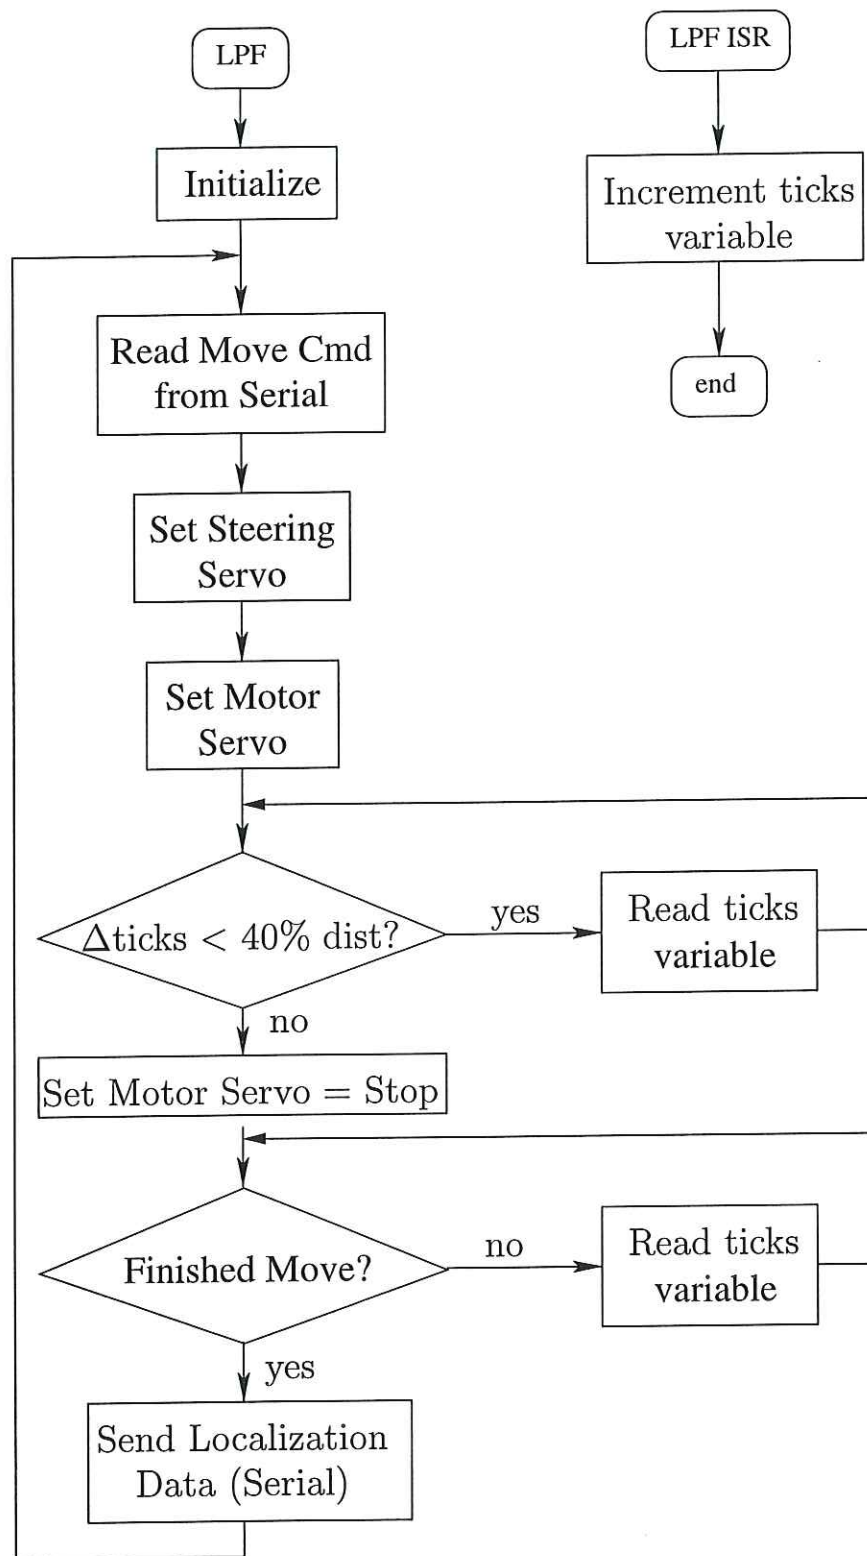 LPF
Initialize
Read Move Cmd
from Serial
Set Steering
Servo
Set Motor
Servo
Δticks < 40% dist?
yes
Read ticks
variable
no
Set Motor Servo = Stop
Finished Move?
no
Read ticks
variable
yes
Send Localization
Data (Serial)
LPF ISR
Increment ticks
variable
end